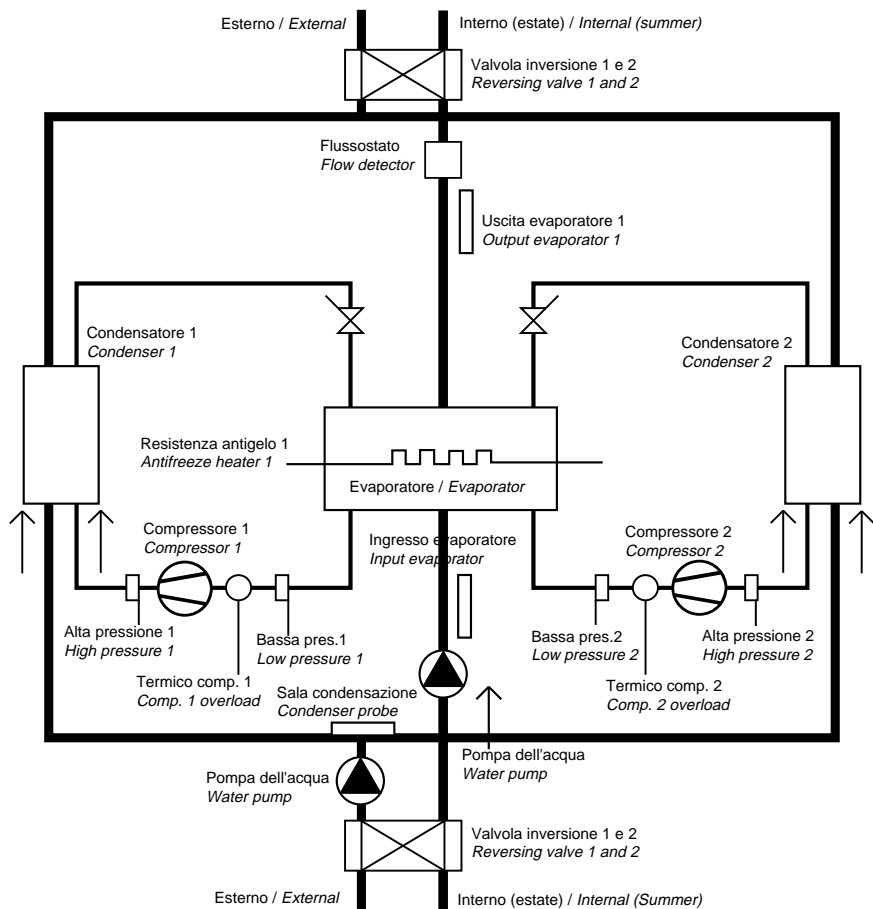 Esterno / External
Interno (estate) / Internal (summer)
Valvola inversione 1 e 2
Reversing valve 1 and 2
Flussostato
Flow detector
Uscita evaporatore 1
Output evaporator 1
Condensatore 1
Condenser 1
Condensatore 2
Condenser 2
Resistenza antigelo 1
Antifreeze heater 1
Evaporatore / Evaporator
Compressore 1
Compressor 1
Ingresso evaporatore
Input evaporator
Compressore 2
Compressor 2
Alta pressione 1
High pressure 1
Bassa pres.1
Low pressure 1
Bassa pres.2
Low pressure 2
Alta pressione 2
High pressure 2
Termico comp. 1
Comp. 1 overload
Sala condensazione
Condenser probe
Termico comp. 2
Comp. 2 overload
Pompa dell'acqua
Water pump
Pompa dell'acqua
Water pump
Valvola inversione 1 e 2
Reversing valve 1 and 2
Esterno / External
Interno (estate) / Internal (Summer)